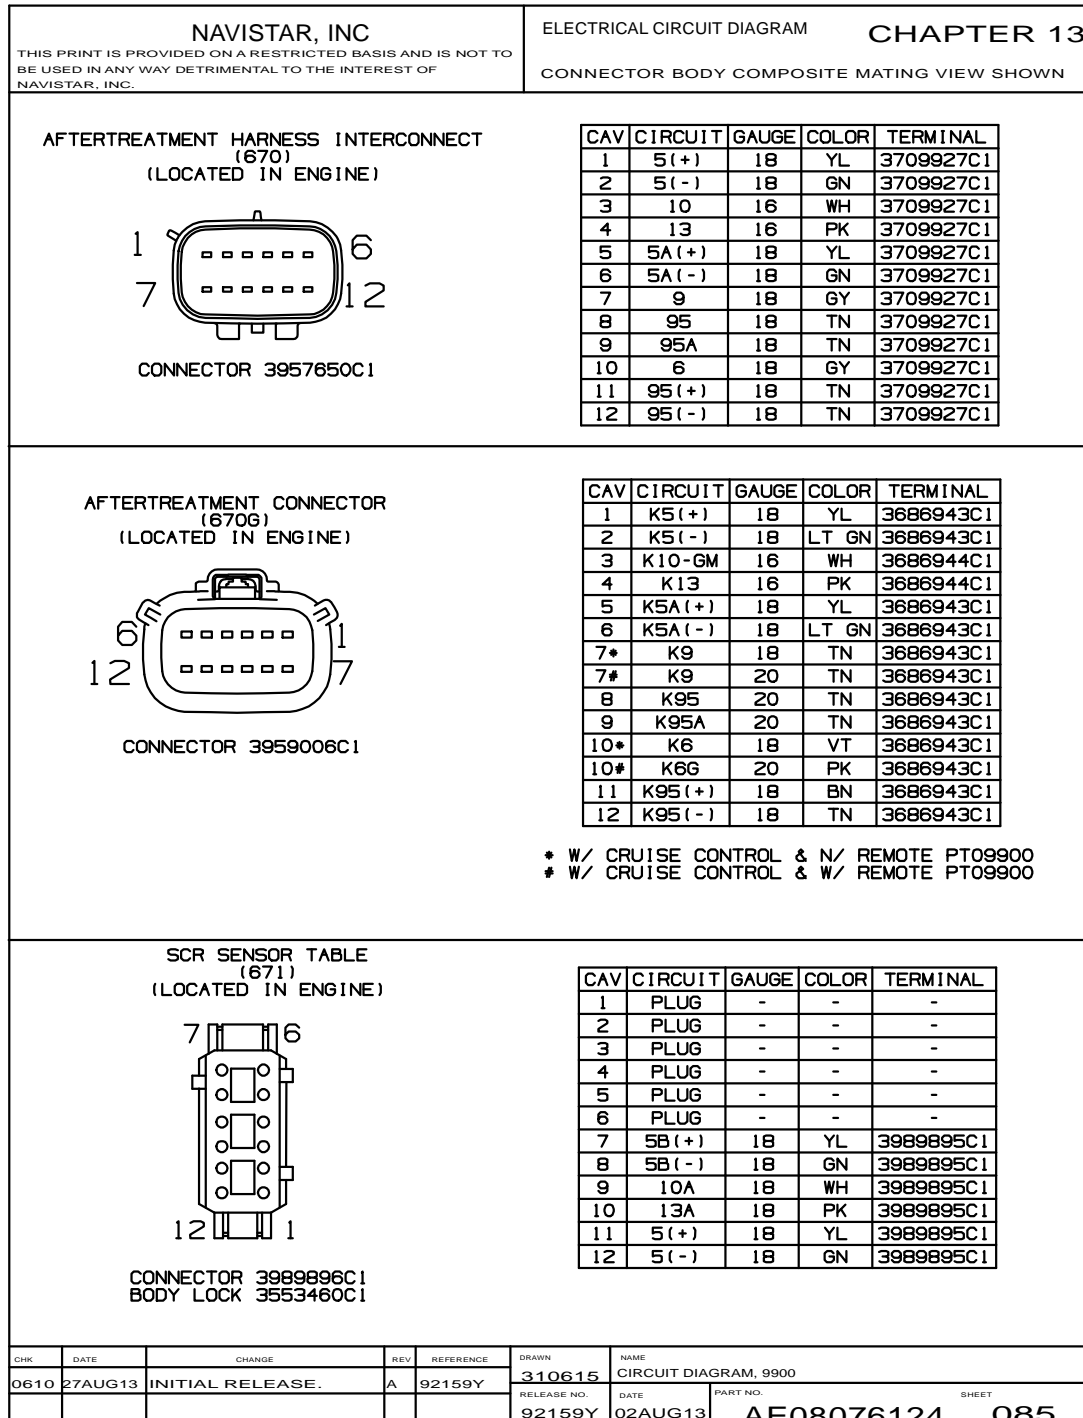 NAVISTAR, INC
THIS PRINT IS PROVIDED ON A RESTRICTED BASIS AND IS NOT TO
BE USED IN ANY WAY DETRIMENTAL TO THE INTEREST OF
NAVISTAR, INC.
ELECTRICAL CIRCUIT DIAGRAM CHAPTER 13
CONNECTOR BODY COMPOSITE MATING VIEW SHOWN
AFTERTREATMENT HARNESS INTERCONNECT
(670)
(LOCATED IN ENGINE)
1 6
7 12
CONNECTOR 3957650C1
CAV CIRCUIT GAUGE COLOR TERMINAL
1 5(+) 18 YL 3709927C1
2 5(-) 18 GN 3709927C1
3 10 16 WH 3709927C1
4 13 16 PK 3709927C1
5 5A(+) 18 YL 3709927C1
6 5A(-) 18 GN 3709927C1
7 9 18 GY 3709927C1
8 95 18 TN 3709927C1
9 95A 18 TN 3709927C1
10 6 18 GY 3709927C1
11 95(+) 18 TN 3709927C1
12 95(-) 18 TN 3709927C1
AFTERTREATMENT CONNECTOR
(670G)
(LOCATED IN ENGINE)
6 1
12 7
CONNECTOR 3959006C1
CAV CIRCUIT GAUGE COLOR TERMINAL
1 K5(+) 18 YL 3686943C1
2 K5(-) 18 LT GN 3686943C1
3 K10-GM 16 WH 3686944C1
4 K13 16 PK 3686944C1
5 K5A(+) 18 YL 3686943C1
6 K5A(-) 18 LT GN 3686943C1
7* K9 18 TN 3686943C1
7# K9 20 TN 3686943C1
8 K95 20 TN 3686943C1
9 K95A 20 TN 3686943C1
10* K6 18 VT 3686943C1
10# K6G 20 PK 3686943C1
11 K95(+) 18 BN 3686943C1
12 K95(-) 18 TN 3686943C1
* W/ CRUISE CONTROL & N/ REMOTE PTO9900
# W/ CRUISE CONTROL & W/ REMOTE PTO9900
SCR SENSOR TABLE
(671)
(LOCATED IN ENGINE)
7 6
12 1
CONNECTOR 3989896C1
BODY LOCK 3553460C1
CAV CIRCUIT GAUGE COLOR TERMINAL
1 PLUG - - -
2 PLUG - - -
3 PLUG - - -
4 PLUG - - -
5 PLUG - - -
6 PLUG - - -
7 5B(+) 18 YL 3989895C1
8 5B(-) 18 GN 3989895C1
9 10A 18 WH 3989895C1
10 13A 18 PK 3989895C1
11 5(+) 18 YL 3989895C1
12 5(-) 18 GN 3989895C1
CHK DATE CHANGE REV REFERENCE
0610 27AUG13 INITIAL RELEASE. A 92159Y
DRAWN NAME
310615 CIRCUIT DIAGRAM, 9900
RELEASE NO. DATE PART NO. SHEET
92159Y 02AUG13 AE08076124 085